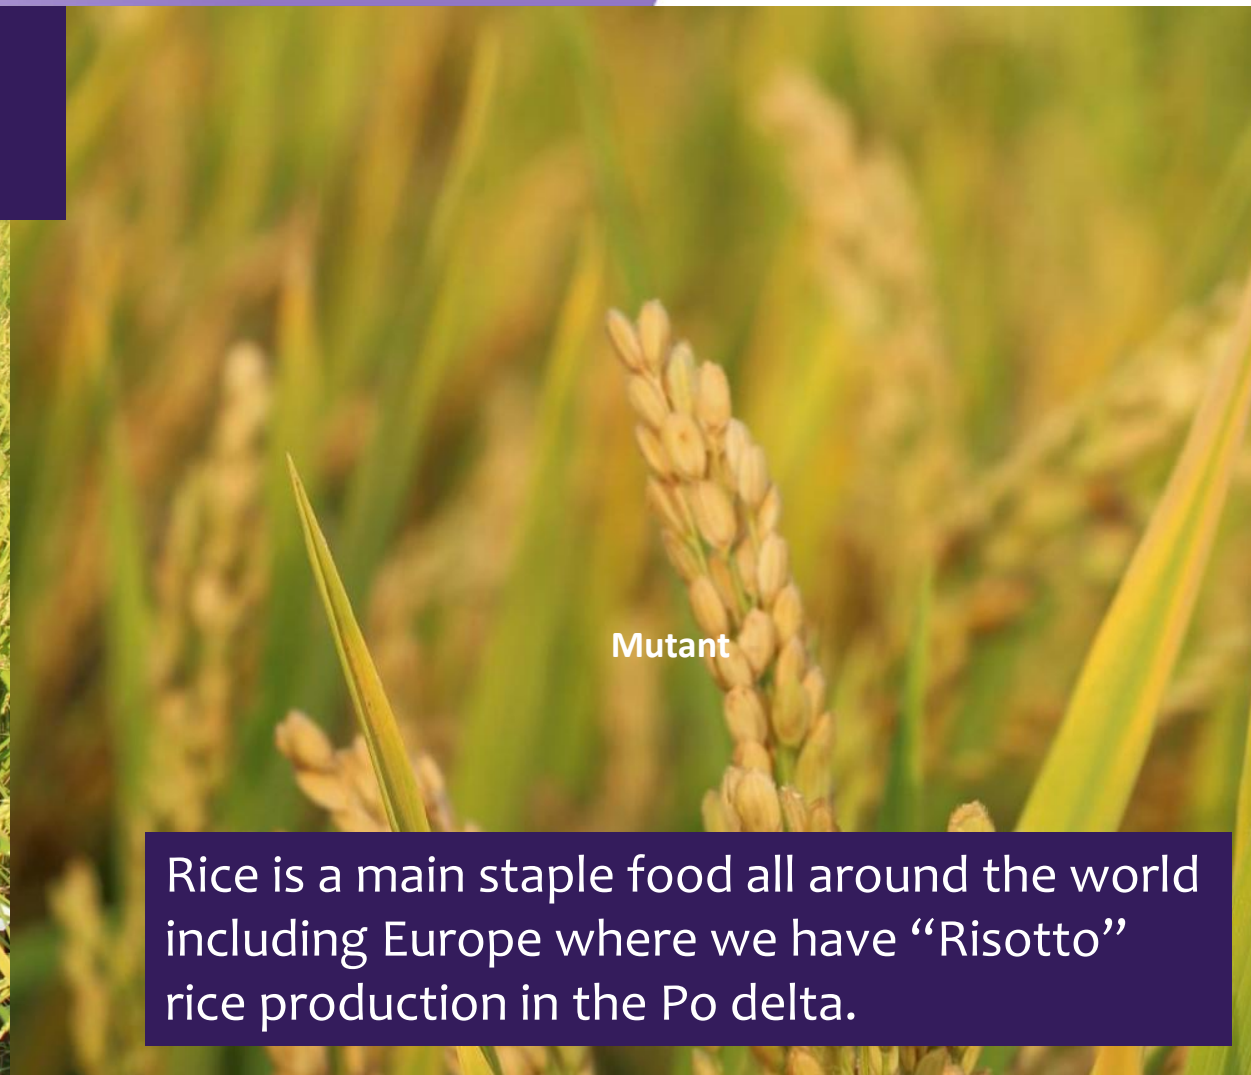 Mutant
Rice is a main staple food all around the world
including Europe where we have “Risotto”
rice production in the Po delta.